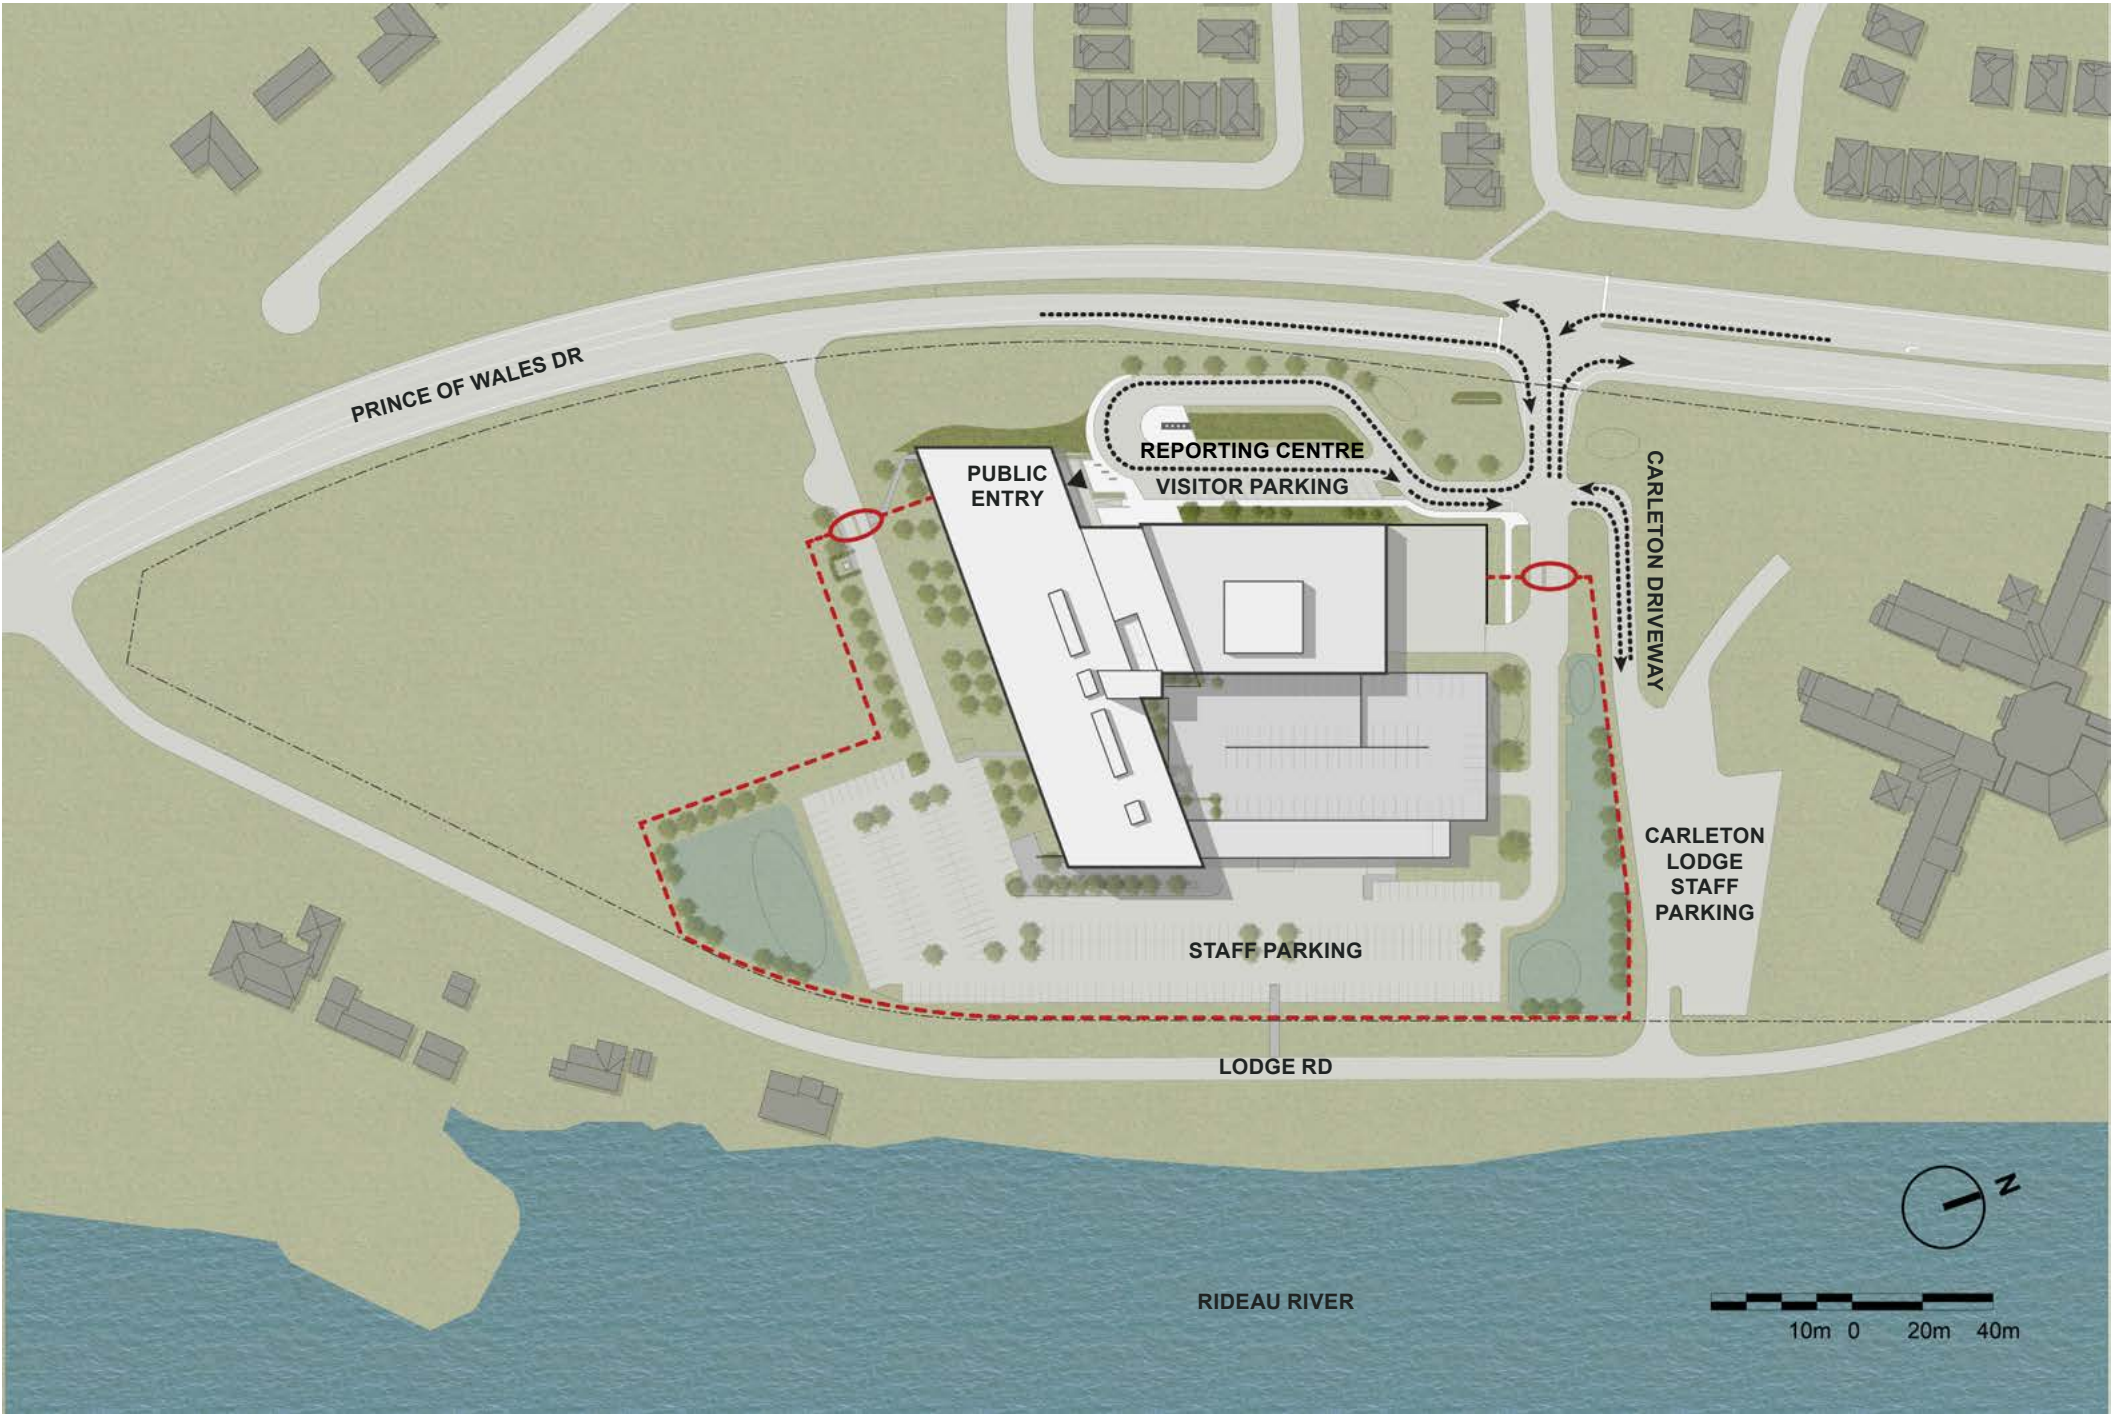 PRINCE OF WALES DR
PUBLIC
ENTRY
REPORTING CENTRE
VISITOR PARKING
CARLETON DRIVEWAY
CARLETON
LODGE
STAFF
PARKING
STAFF PARKING
LODGE RD
RIDEAU RIVER
N
10m 0 20m 40m